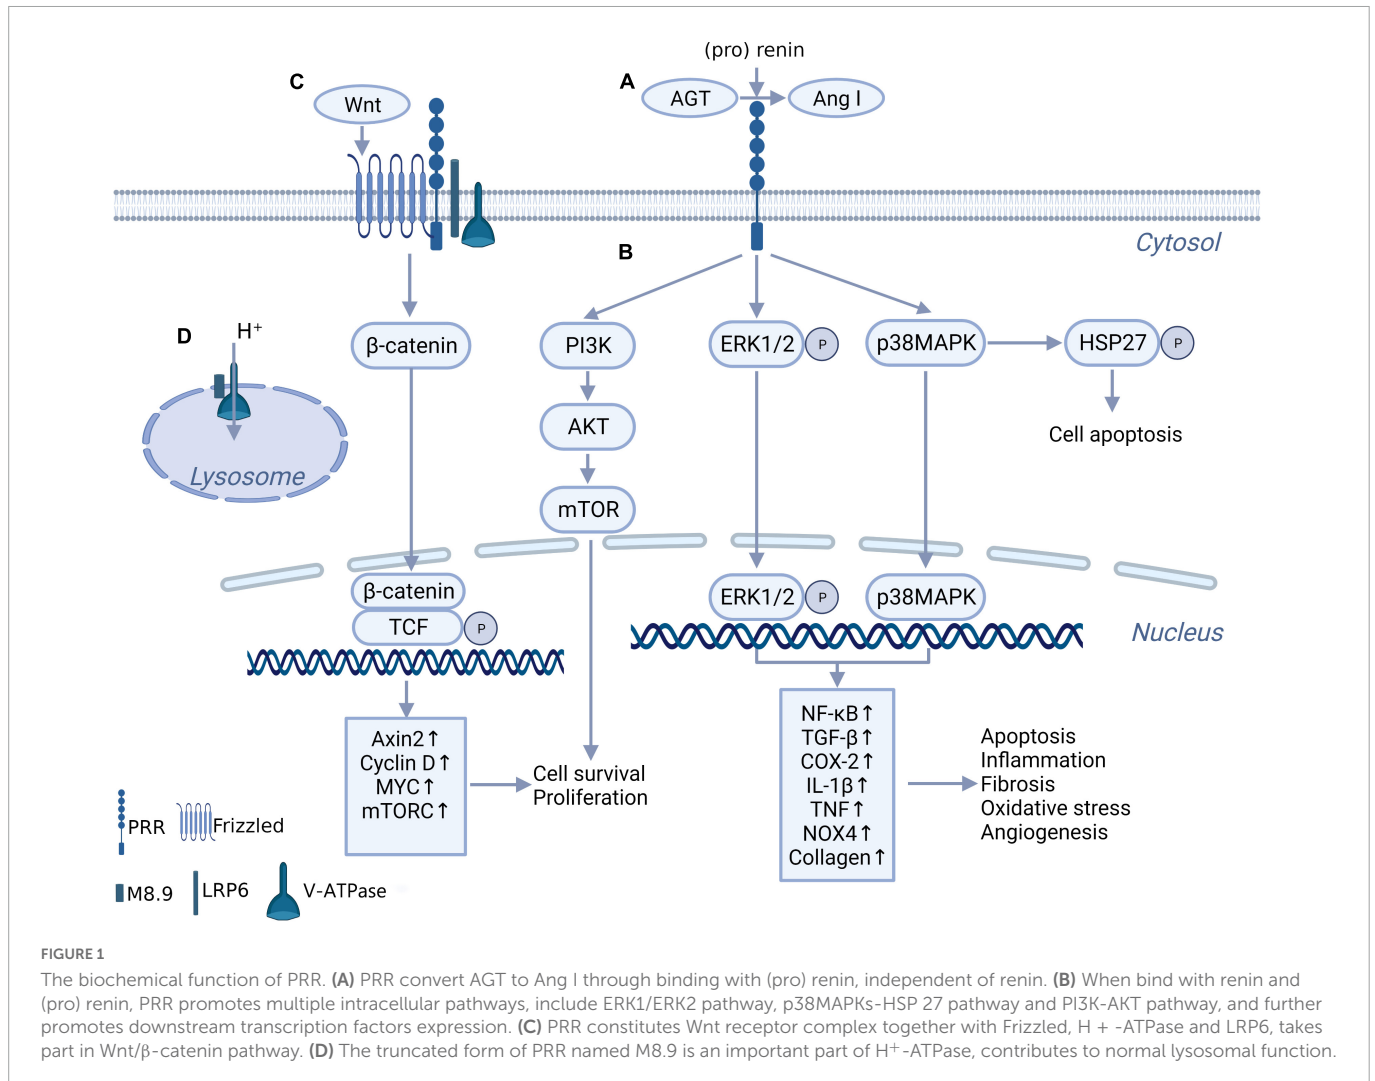 (pro) renin
C
Wnt
A
AGT
Ang I
Cytosol
B
D
H⁺
β-catenin
PI3K
ERK1/2
P
p38MAPK
HSP27
P
AKT
Cell apoptosis
Lysosome
mTOR
β-catenin
TCF
P
ERK1/2
P
p38MAPK
Nucleus
Axin2↑
Cyclin D↑
MYC↑
mTORC↑
Cell survival
Proliferation
NF-κB↑
TGF-β↑
COX-2↑
IL-1β↑
TNF↑
NOX4↑
Collagen↑
Apoptosis
Inflammation
Fibrosis
Oxidative stress
Angiogenesis
PRR
Frizzled
M8.9
LRP6
V-ATPase
FIGURE 1
The biochemical function of PRR. (A) PRR convert AGT to Ang I through binding with (pro) renin, independent of renin. (B) When bind with renin and
(pro) renin, PRR promotes multiple intracellular pathways, include ERK1/ERK2 pathway, p38MAPKs-HSP 27 pathway and PI3K-AKT pathway, and further
promotes downstream transcription factors expression. (C) PRR constitutes Wnt receptor complex together with Frizzled, H + -ATPase and LRP6, takes
part in Wnt/β-catenin pathway. (D) The truncated form of PRR named M8.9 is an important part of H⁺-ATPase, contributes to normal lysosomal function.